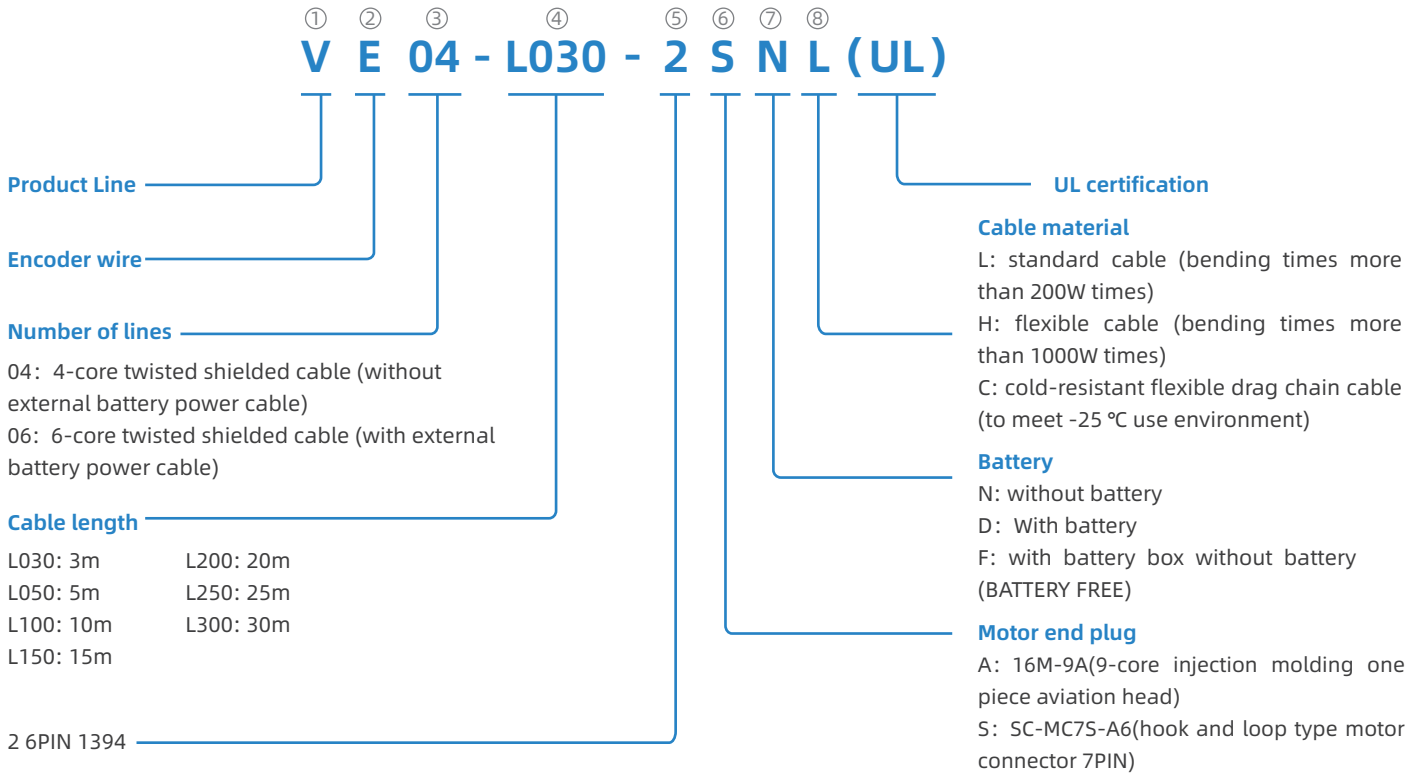 ① ② ③ ④ ⑤ ⑥ ⑦ ⑧
V E 04 - L030 - 2 S N L (UL)
Product Line
Encoder wire
Number of lines
04: 4-core twisted shielded cable (without
external battery power cable)
06: 6-core twisted shielded cable (with external
battery power cable)
Cable length
L030: 3m L200: 20m
L050: 5m L250: 25m
L100: 10m L300: 30m
L150: 15m
2 6PIN 1394
UL certification
Cable material
L: standard cable (bending times more
than 200W times)
H: flexible cable (bending times more
than 1000W times)
C: cold-resistant flexible drag chain cable
(to meet -25 ℃ use environment)
Battery
N: without battery
D: With battery
F: with battery box without battery
(BATTERY FREE)
Motor end plug
A: 16M-9A(9-core injection molding one
piece aviation head)
S: SC-MC7S-A6(hook and loop type motor
connector 7PIN)